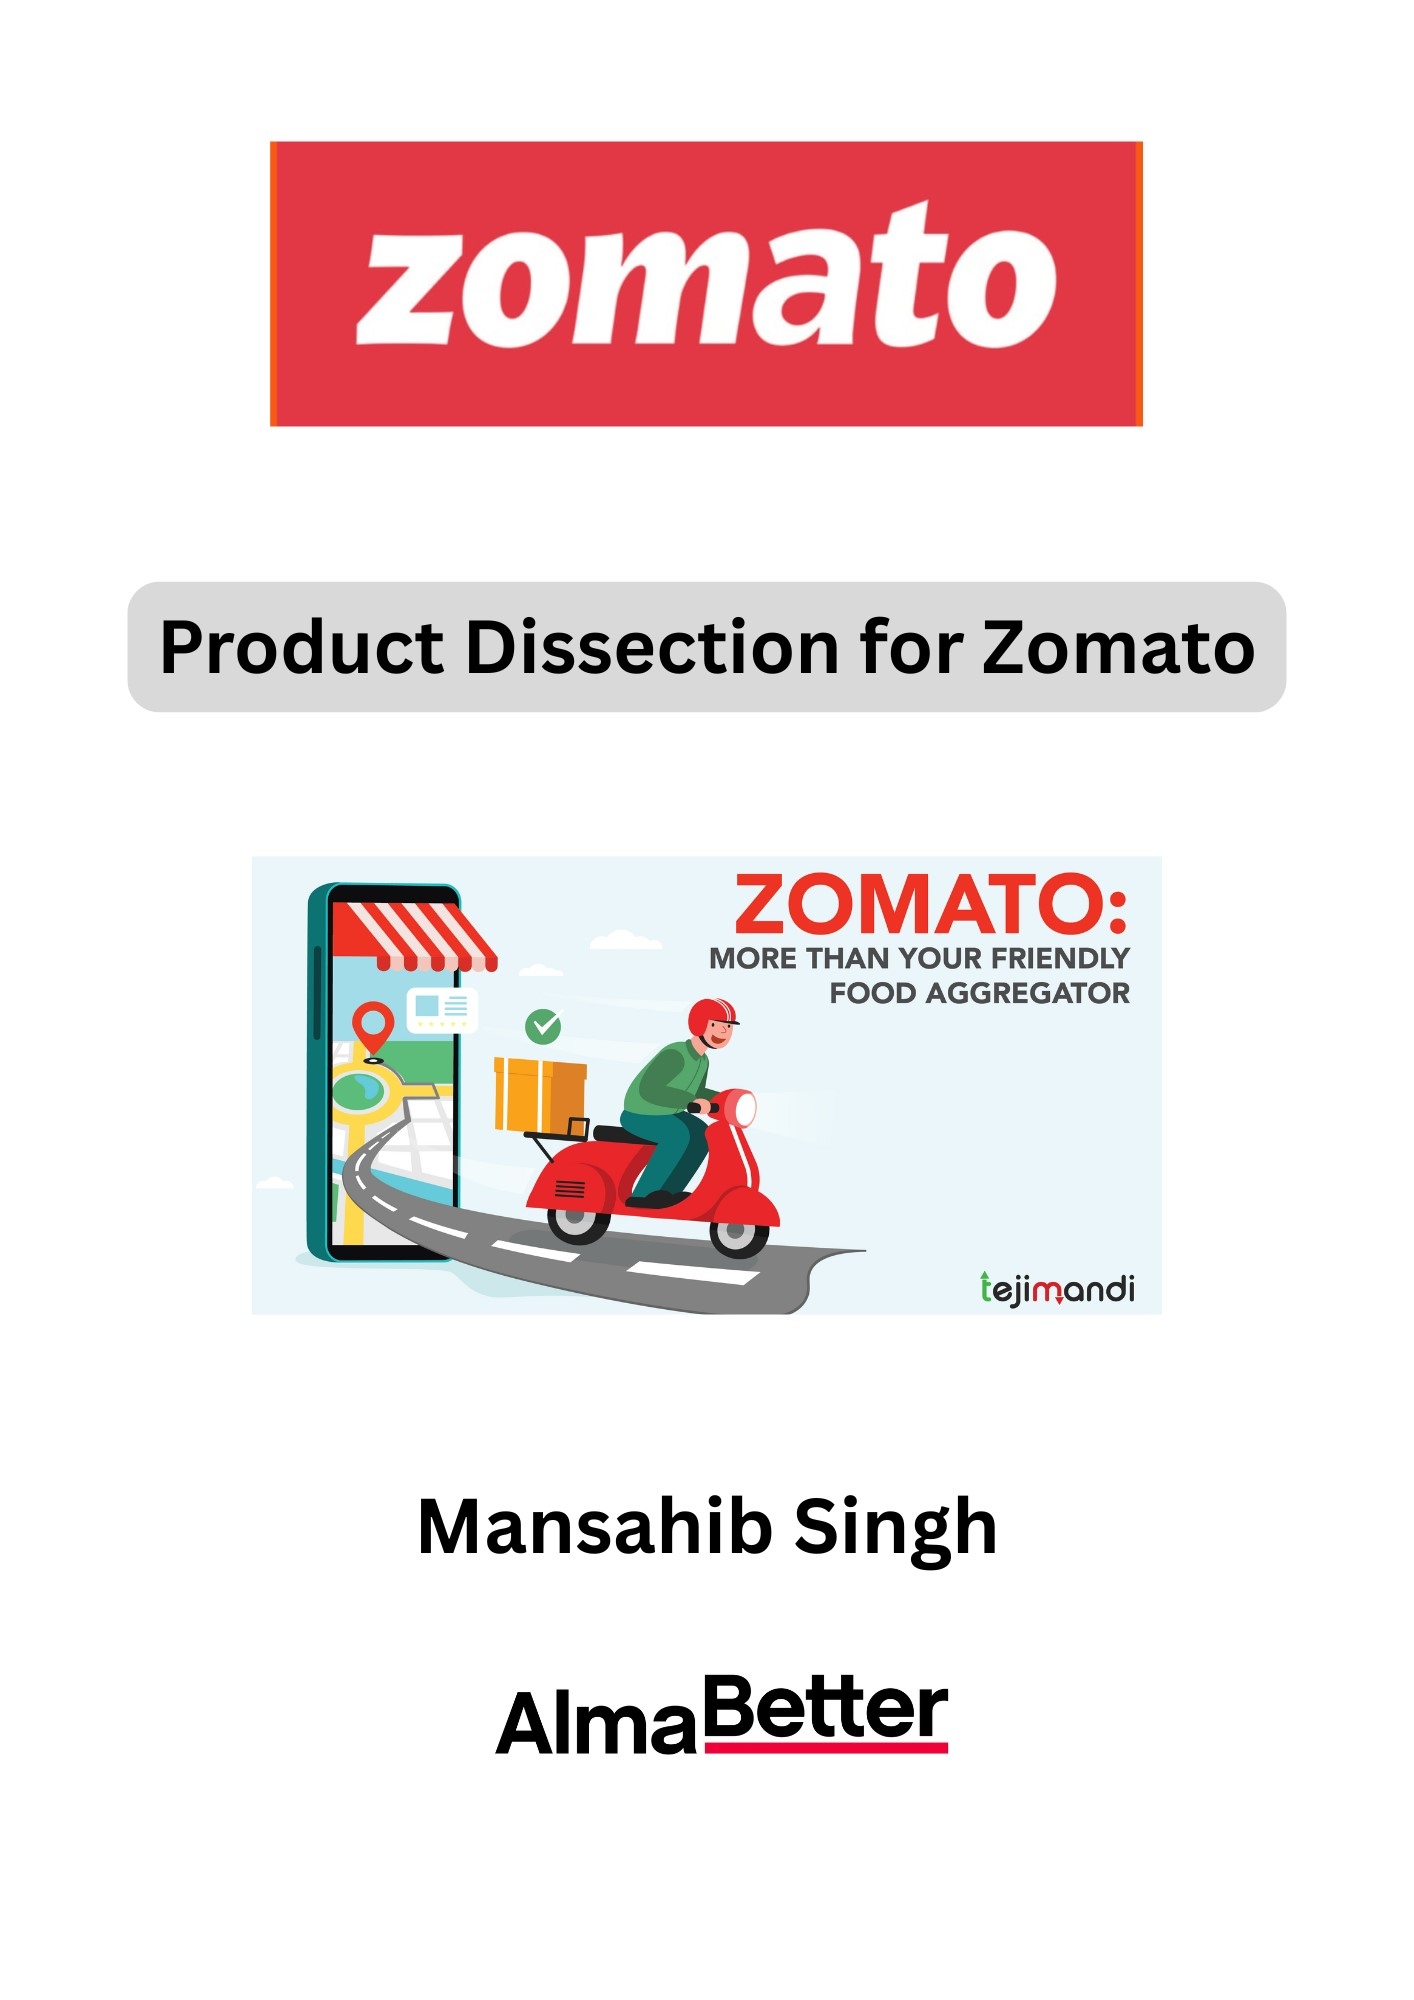 zomato
Product Dissection for Zomato
ZOMATO:
MORE THAN YOUR FRIENDLY
FOOD AGGREGATOR
tejimandi
Mansahib Singh
AlmaBetter